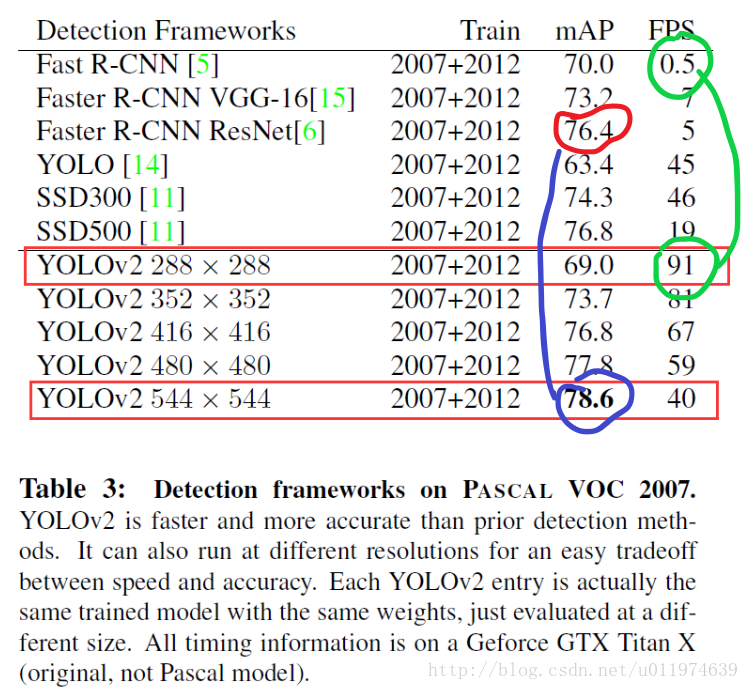 Detection Frameworks Train mAP FPS
Fast R-CNN [5] 2007+2012 70.0 0.5
Faster R-CNN VGG-16[15] 2007+2012 73.2 7
Faster R-CNN ResNet[6] 2007+2012 76.4 5
YOLO [14] 2007+2012 63.4 45
SSD300 [11] 2007+2012 74.3 46
SSD500 [11] 2007+2012 76.8 19
YOLOv2 288 × 288 2007+2012 69.0 91
YOLOv2 352 × 352 2007+2012 73.7 81
YOLOv2 416 × 416 2007+2012 76.8 67
YOLOv2 480 × 480 2007+2012 77.8 59
YOLOv2 544 × 544 2007+2012 78.6 40
Table 3: Detection frameworks on PASCAL VOC 2007.
YOLOv2 is faster and more accurate than prior detection meth-
ods. It can also run at different resolutions for an easy tradeoff
between speed and accuracy. Each YOLOv2 entry is actually the
same trained model with the same weights, just evaluated at a dif-
ferent size. All timing information is on a Geforce GTX Titan X
(original, not Pascal model).
http://blog.csdn.net/u011974639